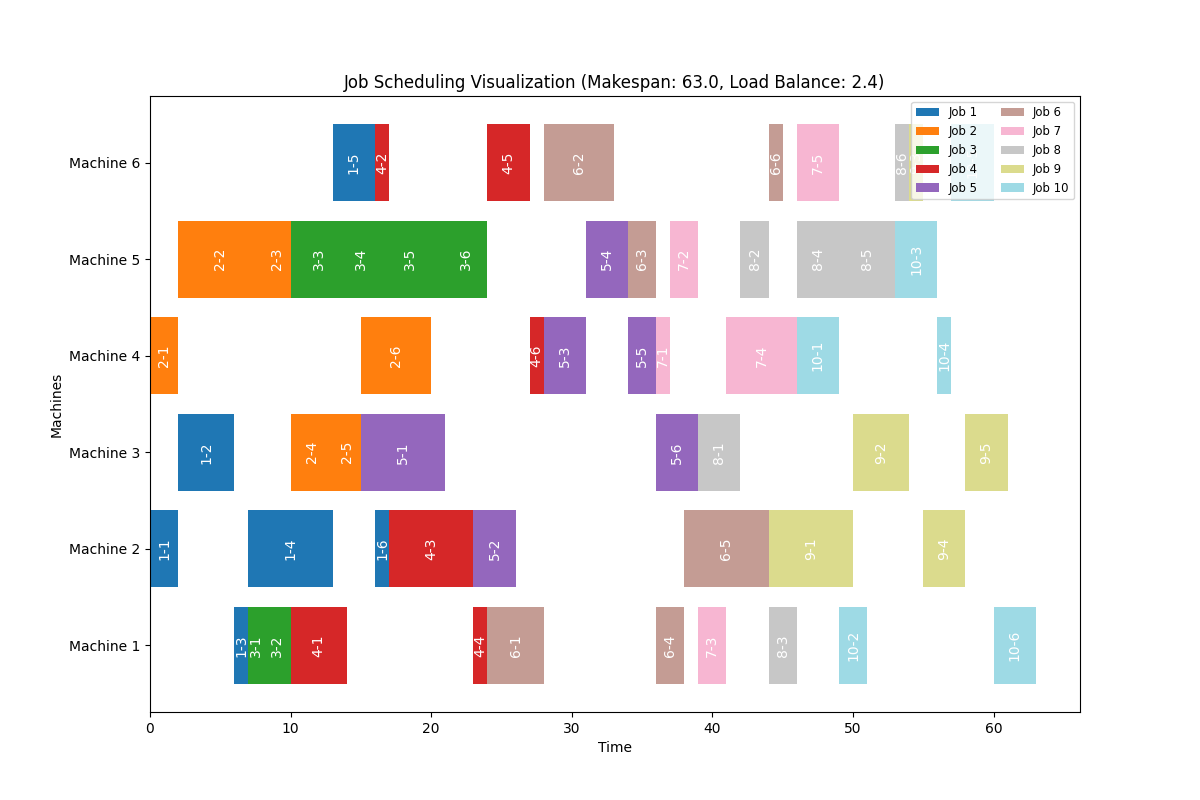 Job Scheduling Visualization (Makespan: 63.0, Load Balance: 2.4)
Job 1 Job 6
Job 2 Job 7
Job 3 Job 8
Job 4 Job 9
Job 5 Job 10
Machine 6 1-5 4-2 4-5 6-2 6-6 7-5 8-6
Machine 5 2-2 2-3 3-3 3-4 3-5 3-6 5-4 6-3 7-2 8-2 8-4 8-5 10-3
Machine 4 2-1 2-6 4-6 5-3 5-5 7-1 7-4 10-1 10-4
Machine 3 1-2 2-4 2-5 5-1 5-6 8-1 9-2 9-5
Machine 2 1-1 1-4 1-6 4-3 5-2 6-5 9-1 9-4
Machine 1 1-3 3-1 3-2 4-1 4-4 6-1 6-4 7-3 8-3 10-2 10-6
Machines
0 10 20 30 40 50 60
Time